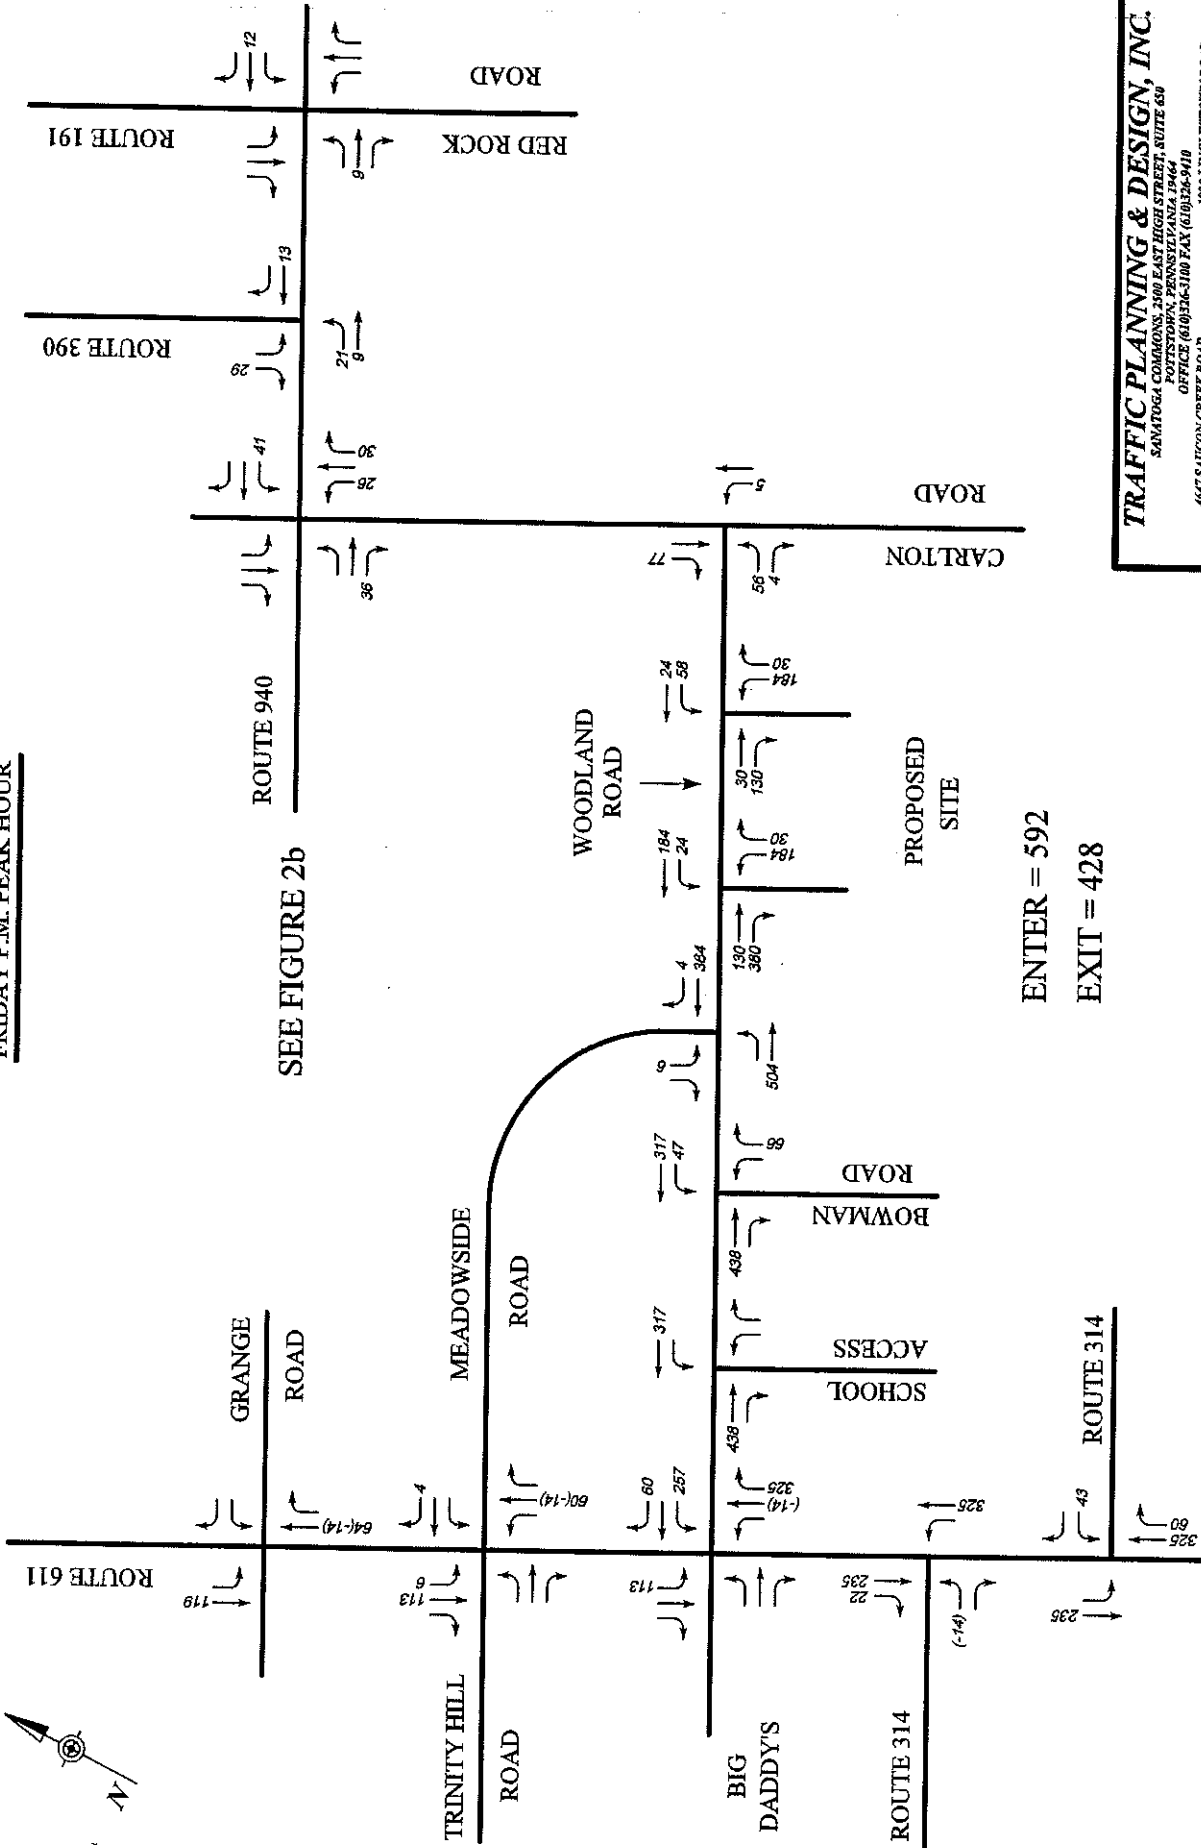 FRIDAY P.M. PEAK HOUR
ROUTE 191
12
RED ROCK
ROAD
9
ROUTE 390
13
29
21
9
ROUTE 940
41
26
30
36
SEE FIGURE 2b
CARLTON
ROAD
77
5
56
4
WOODLAND
ROAD
24
58
184
30
30
130
184
24
184
30
130
380
PROPOSED
SITE
ENTER = 592
EXIT = 428
4
384
6
504
MEADOWSIDE
ROAD
317
47
66
BOWMAN
ROAD
438
317
SCHOOL
ACCESS
438
GRANGE
ROAD
ROUTE 611
119
64(-14)
TRINITY HILL
ROAD
113
6
4
60(-14)
BIG
DADDY'S
113
60
257
(-14)
325
ROUTE 314
22
235
325
(-14)
ROUTE 314
43
235
325
60
N
TRAFFIC PLANNING & DESIGN, INC.
SANATOGA COMMONS, 2500 EAST HIGH STREET, SUITE 650
POTTSTOWN, PENNSYLVANIA 19464
OFFICE (610)326-3100 FAX (610)326-9410